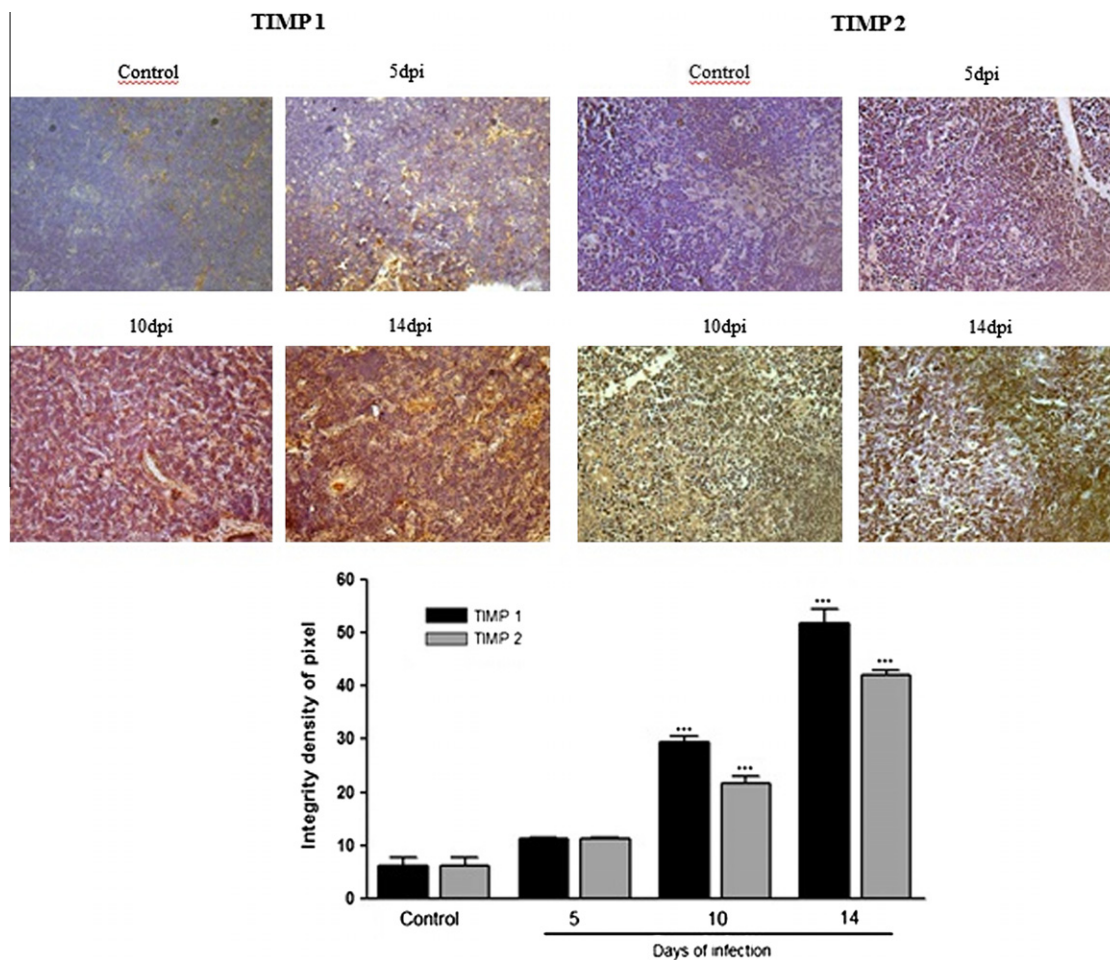 TIMP 1 TIMP 2
Control 5dpi Control 5dpi
10dpi 14dpi 10dpi 14dpi
60
50
40
30
20
10
0
Integrity density of pixel
TIMP 1
TIMP 2
***
***
***
***
Control 5 10 14
Days of infection